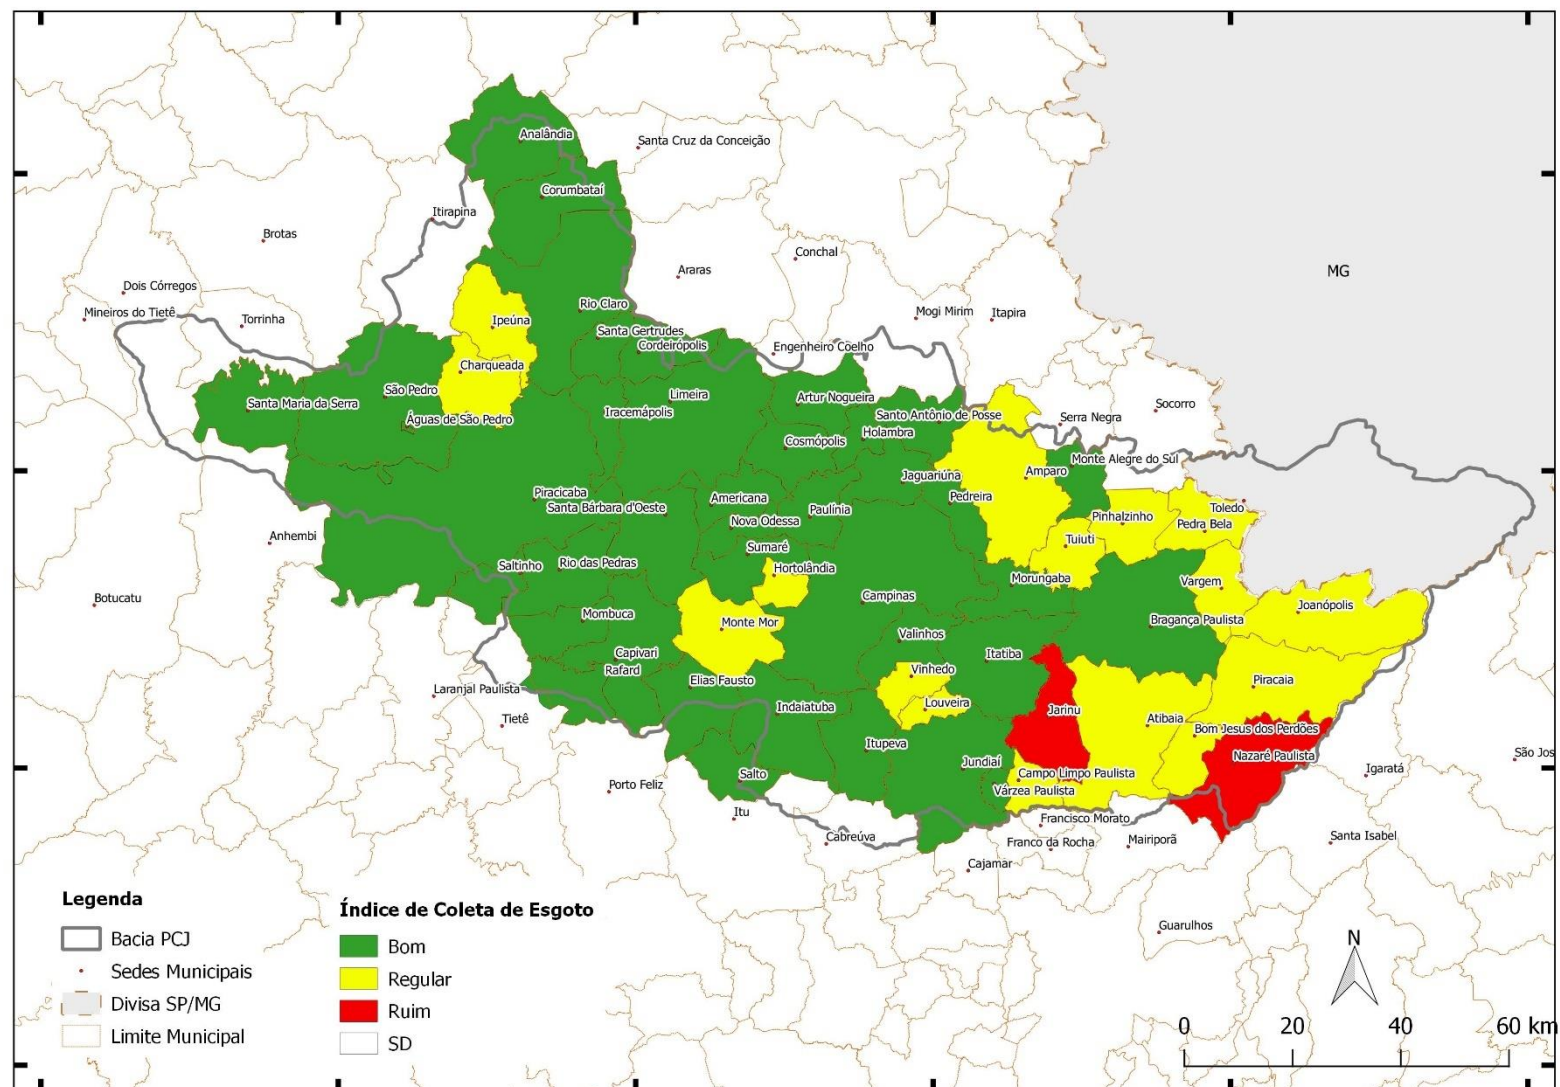 Analândia
Santa Cruz da Conceição
Corumbataí
Itirapina
Brotas
Conchal
Araras
MG
Dois Córregos
Mineiros do Tietê
Torrinha
Rio Claro
Mogi Mirim
Itapira
Ipeúna
Santa Gertrudes
Cordeirópolis
Engenheiro Coelho
Charqueada
São Pedro
Limeira
Artur Nogueira
Santa Maria da Serra
Iracemápolis
Santo Antônio de Posse
Serra Negra
Socorro
Águas de São Pedro
Holambra
Cosmópolis
Monte Alegre do Sul
Amparo
Jaguariúna
Piracicaba
Americana
Pedreira
Santa Bárbara d'Oeste
Paulínia
Toledo
Pinhalzinho
Nova Odessa
Pedra Bela
Anhembi
Tuiuti
Sumaré
Saltinho
Rio das Pedras
Hortolândia
Morungaba
Vargem
Botucatu
Campinas
Joanópolis
Mombuca
Monte Mor
Bragança Paulista
Valinhos
Capivari
Itatiba
Rafard
Vinhedo
Elias Fausto
Piracaia
Laranjal Paulista
Louveira
Jarinu
Indaiatuba
Tietê
Atibaia
Bom Jesus dos Perdões
Itupeva
Nazaré Paulista
São Jos
Jundiaí
Igaratá
Salto
Campo Limpo Paulista
Porto Feliz
Várzea Paulista
Itu
Francisco Morato
Cabreúva
Franco da Rocha
Mairiporã
Santa Isabel
Cajamar
Guarulhos
Legenda
Bacia PCJ
Sedes Municipais
Divisa SP/MG
Limite Municipal
Índice de Coleta de Esgoto
Bom
Regular
Ruim
SD
N
0 20 40 60 km